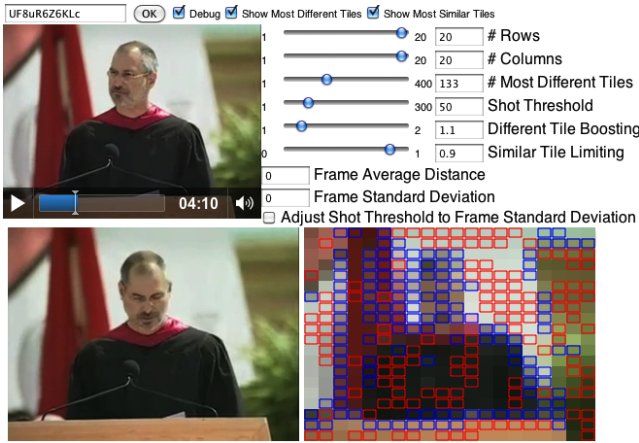 UF8uR6Z6KLc OK Debug Show Most Different Tiles Show Most Similar Tiles
1 20 20 # Rows
1 20 20 # Columns
1 400 133 # Most Different Tiles
1 300 50 Shot Threshold
1 2 1.1 Different Tile Boosting
0 1 0.9 Similar Tile Limiting
0 Frame Average Distance
0 Frame Standard Deviation
04:10
Adjust Shot Threshold to Frame Standard Deviation